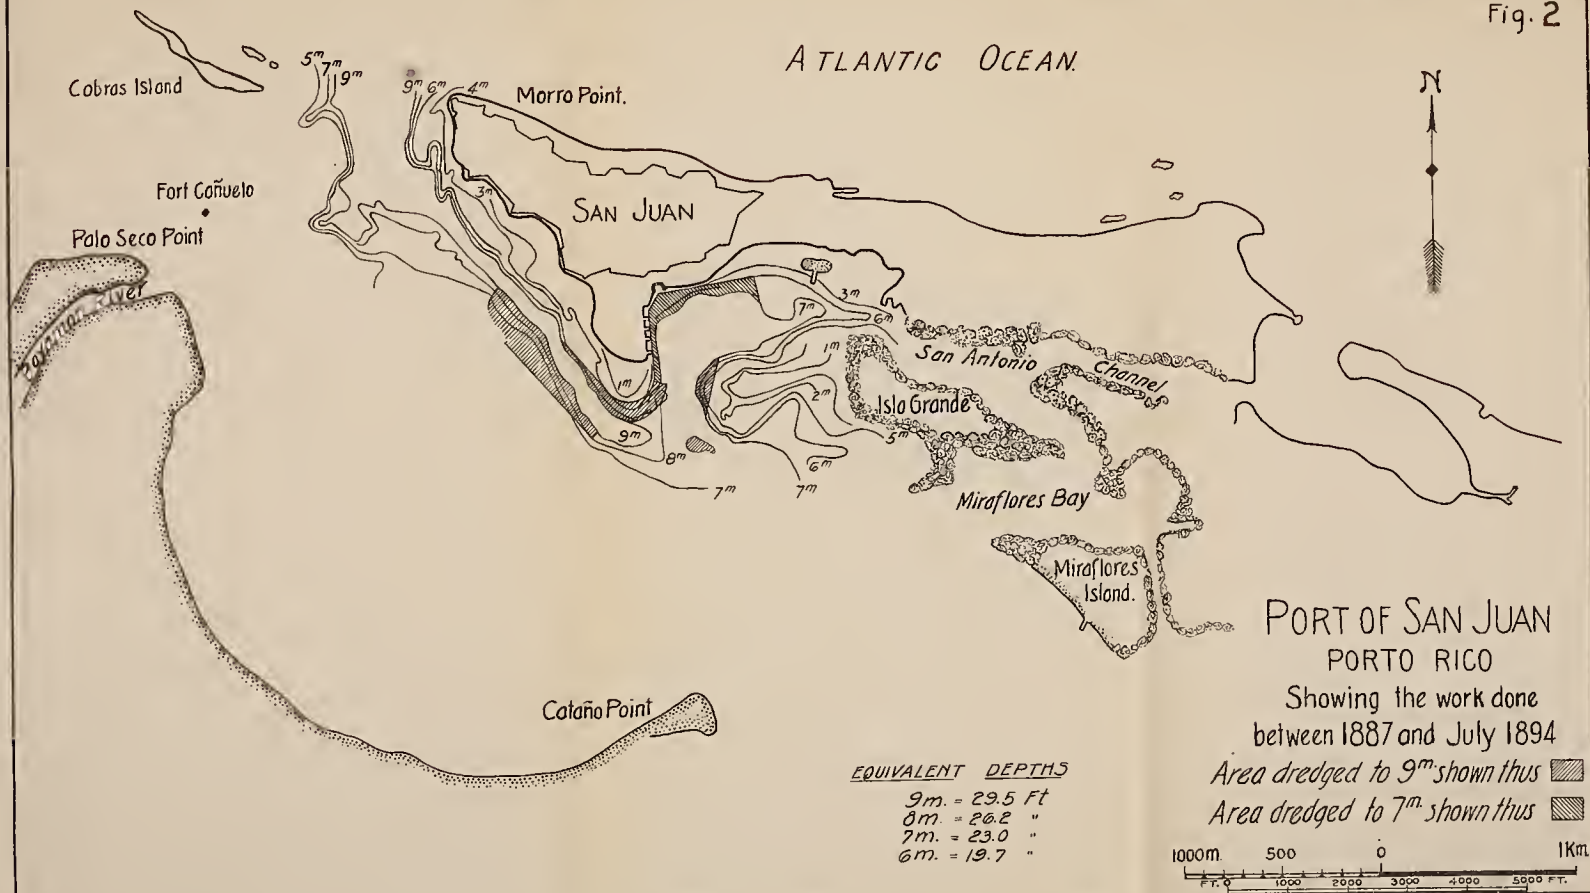 Fig. 2
ATLANTIC OCEAN.
N
Cobras Island
5m 7m 9m
9m 6m 4m
Morro Point.
Fort Cañuelo
3m
SAN JUAN
Palo Seco Point
River
3m
7m
6m
1m
San Antonio
Channel
1m
2m
Isla Grande
9m
5m
8m
6m
7m
7m
Miraflores Bay
Miraflores
Island.
Cataño Point
PORT OF SAN JUAN
PORTO RICO
Showing the work done
between 1887 and July 1894
Area dredged to 9m. shown thus
Area dredged to 7m. shown thus
EQUIVALENT DEPTHS
9m. = 29.5 Ft
8m. = 26.2 "
7m. = 23.0 "
6m. = 19.7 "
1000m. 500 0 1Km
FT. 0 1000 2000 3000 4000 5000 FT.